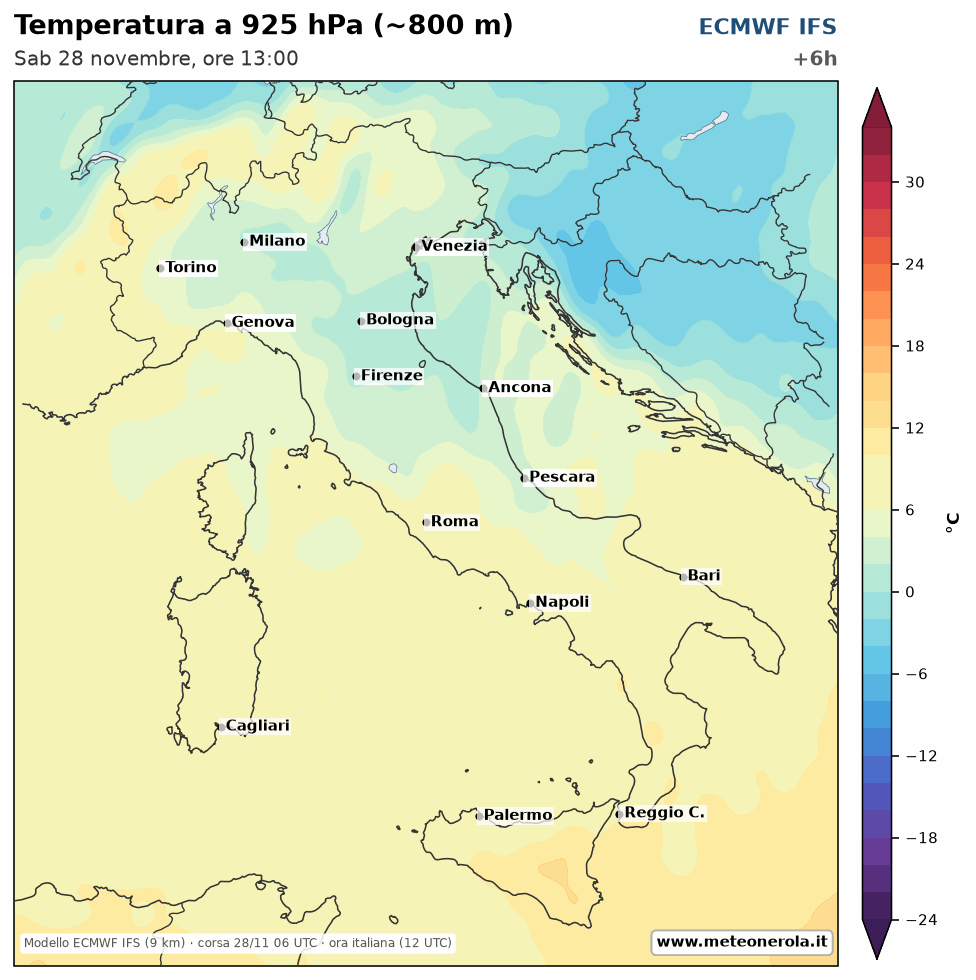 Temperatura a 925 hPa (~800 m)
ECMWF IFS
Sab 28 novembre, ore 13:00
+6h
Milano
Venezia
Torino
Genova
Bologna
Firenze
Ancona
Pescara
Roma
Bari
Napoli
Cagliari
Palermo
Reggio C.
30
24
18
12
6
0
−6
−12
−18
−24
°C
Modello ECMWF IFS (9 km) · corsa 28/11 06 UTC · ora italiana (12 UTC)
www.meteonerola.it